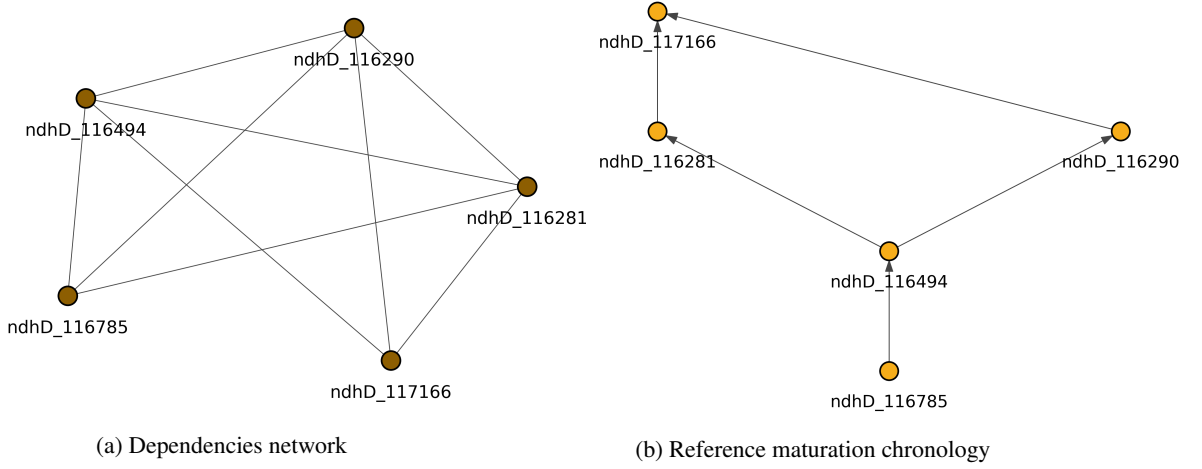 ndhD_116290
ndhD_116494
ndhD_116281
ndhD_116785
ndhD_117166
(a) Dependencies network
ndhD_117166
ndhD_116281
ndhD_116290
ndhD_116494
ndhD_116785
(b) Reference maturation chronology